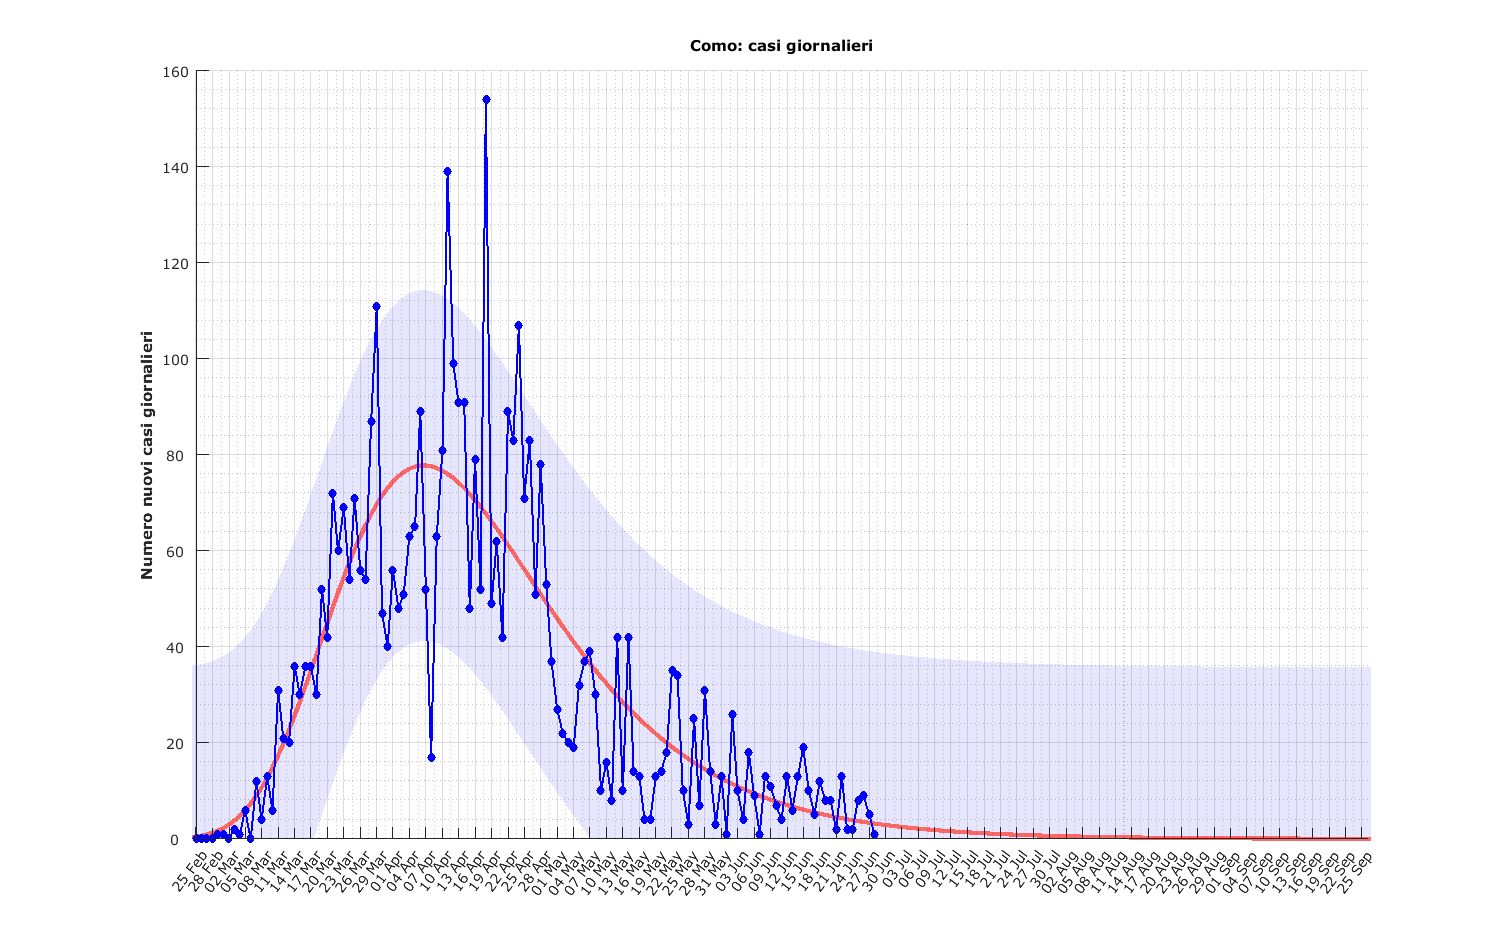 Como: casi giornalieri
Numero nuovi casi giornalieri
160
140
120
100
80
60
40
20
0
25 Feb
28 Feb
02 Mar
05 Mar
08 Mar
11 Mar
14 Mar
17 Mar
20 Mar
23 Mar
26 Mar
29 Mar
01 Apr
04 Apr
07 Apr
10 Apr
13 Apr
16 Apr
19 Apr
22 Apr
25 Apr
28 Apr
01 May
04 May
07 May
10 May
13 May
16 May
19 May
22 May
25 May
28 May
31 May
03 Jun
06 Jun
09 Jun
12 Jun
15 Jun
18 Jun
21 Jun
24 Jun
27 Jun
30 Jun
03 Jul
06 Jul
09 Jul
12 Jul
15 Jul
18 Jul
21 Jul
24 Jul
27 Jul
30 Jul
02 Aug
05 Aug
08 Aug
11 Aug
14 Aug
17 Aug
20 Aug
23 Aug
26 Aug
29 Aug
01 Sep
04 Sep
07 Sep
10 Sep
13 Sep
16 Sep
19 Sep
22 Sep
25 Sep